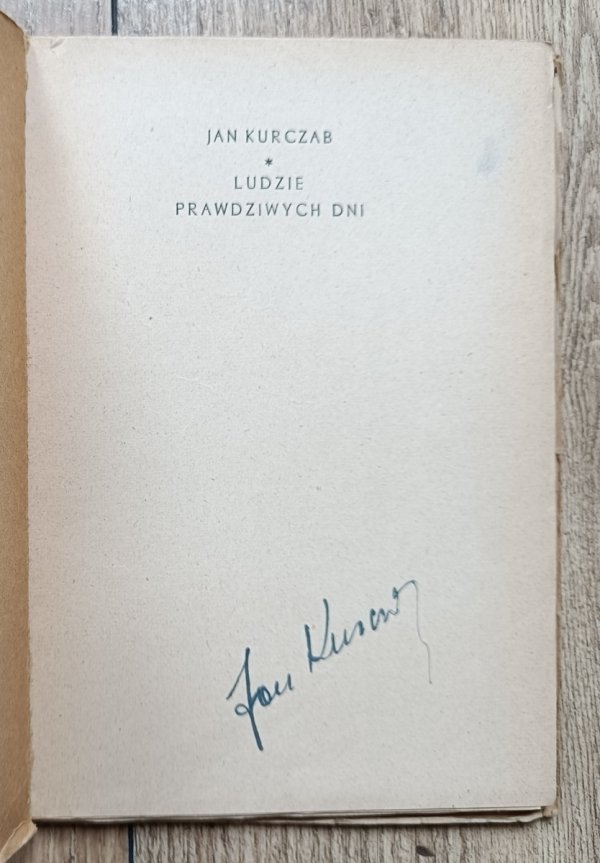 JAN KURCZAB
*
LUDZIE
PRAWDZIWYCH DNI
Jan